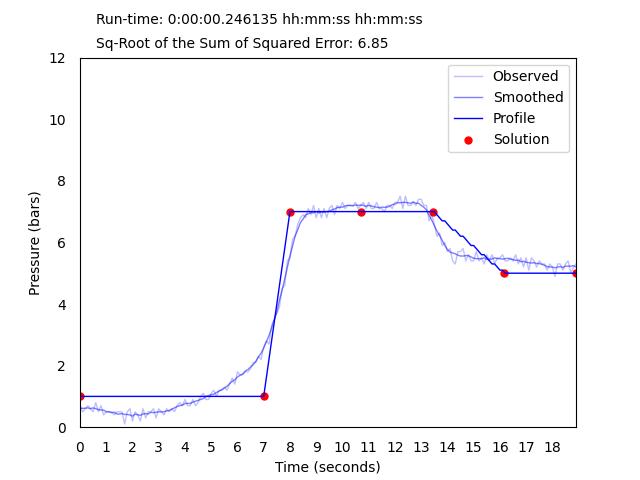 Run-time: 0:00:00.246135 hh:mm:ss hh:mm:ss
Sq-Root of the Sum of Squared Error: 6.85
12
10
8
6
4
2
0
Pressure (bars)
Observed
Smoothed
Profile
Solution
0 1 2 3 4 5 6 7 8 9 10 11 12 13 14 15 16 17 18
Time (seconds)